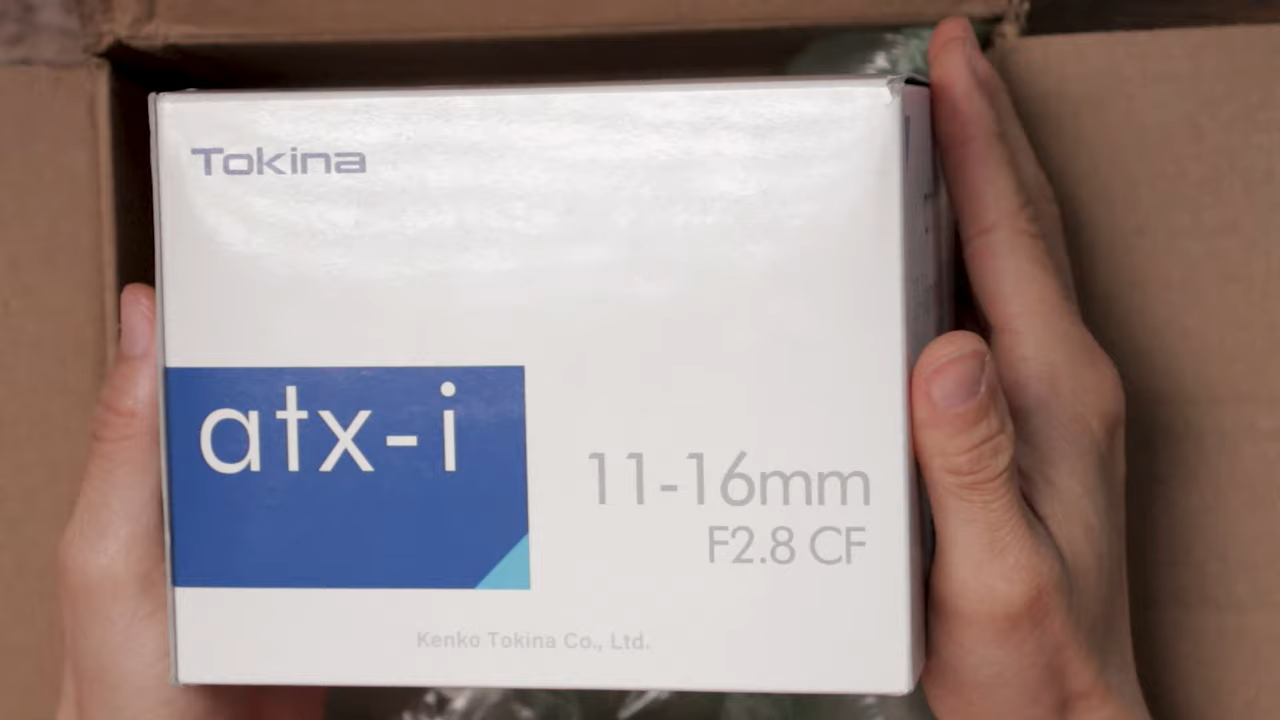 Tokina
atx-i
11-16mm
F2.8 CF
Kenko Tokina Co., Ltd.